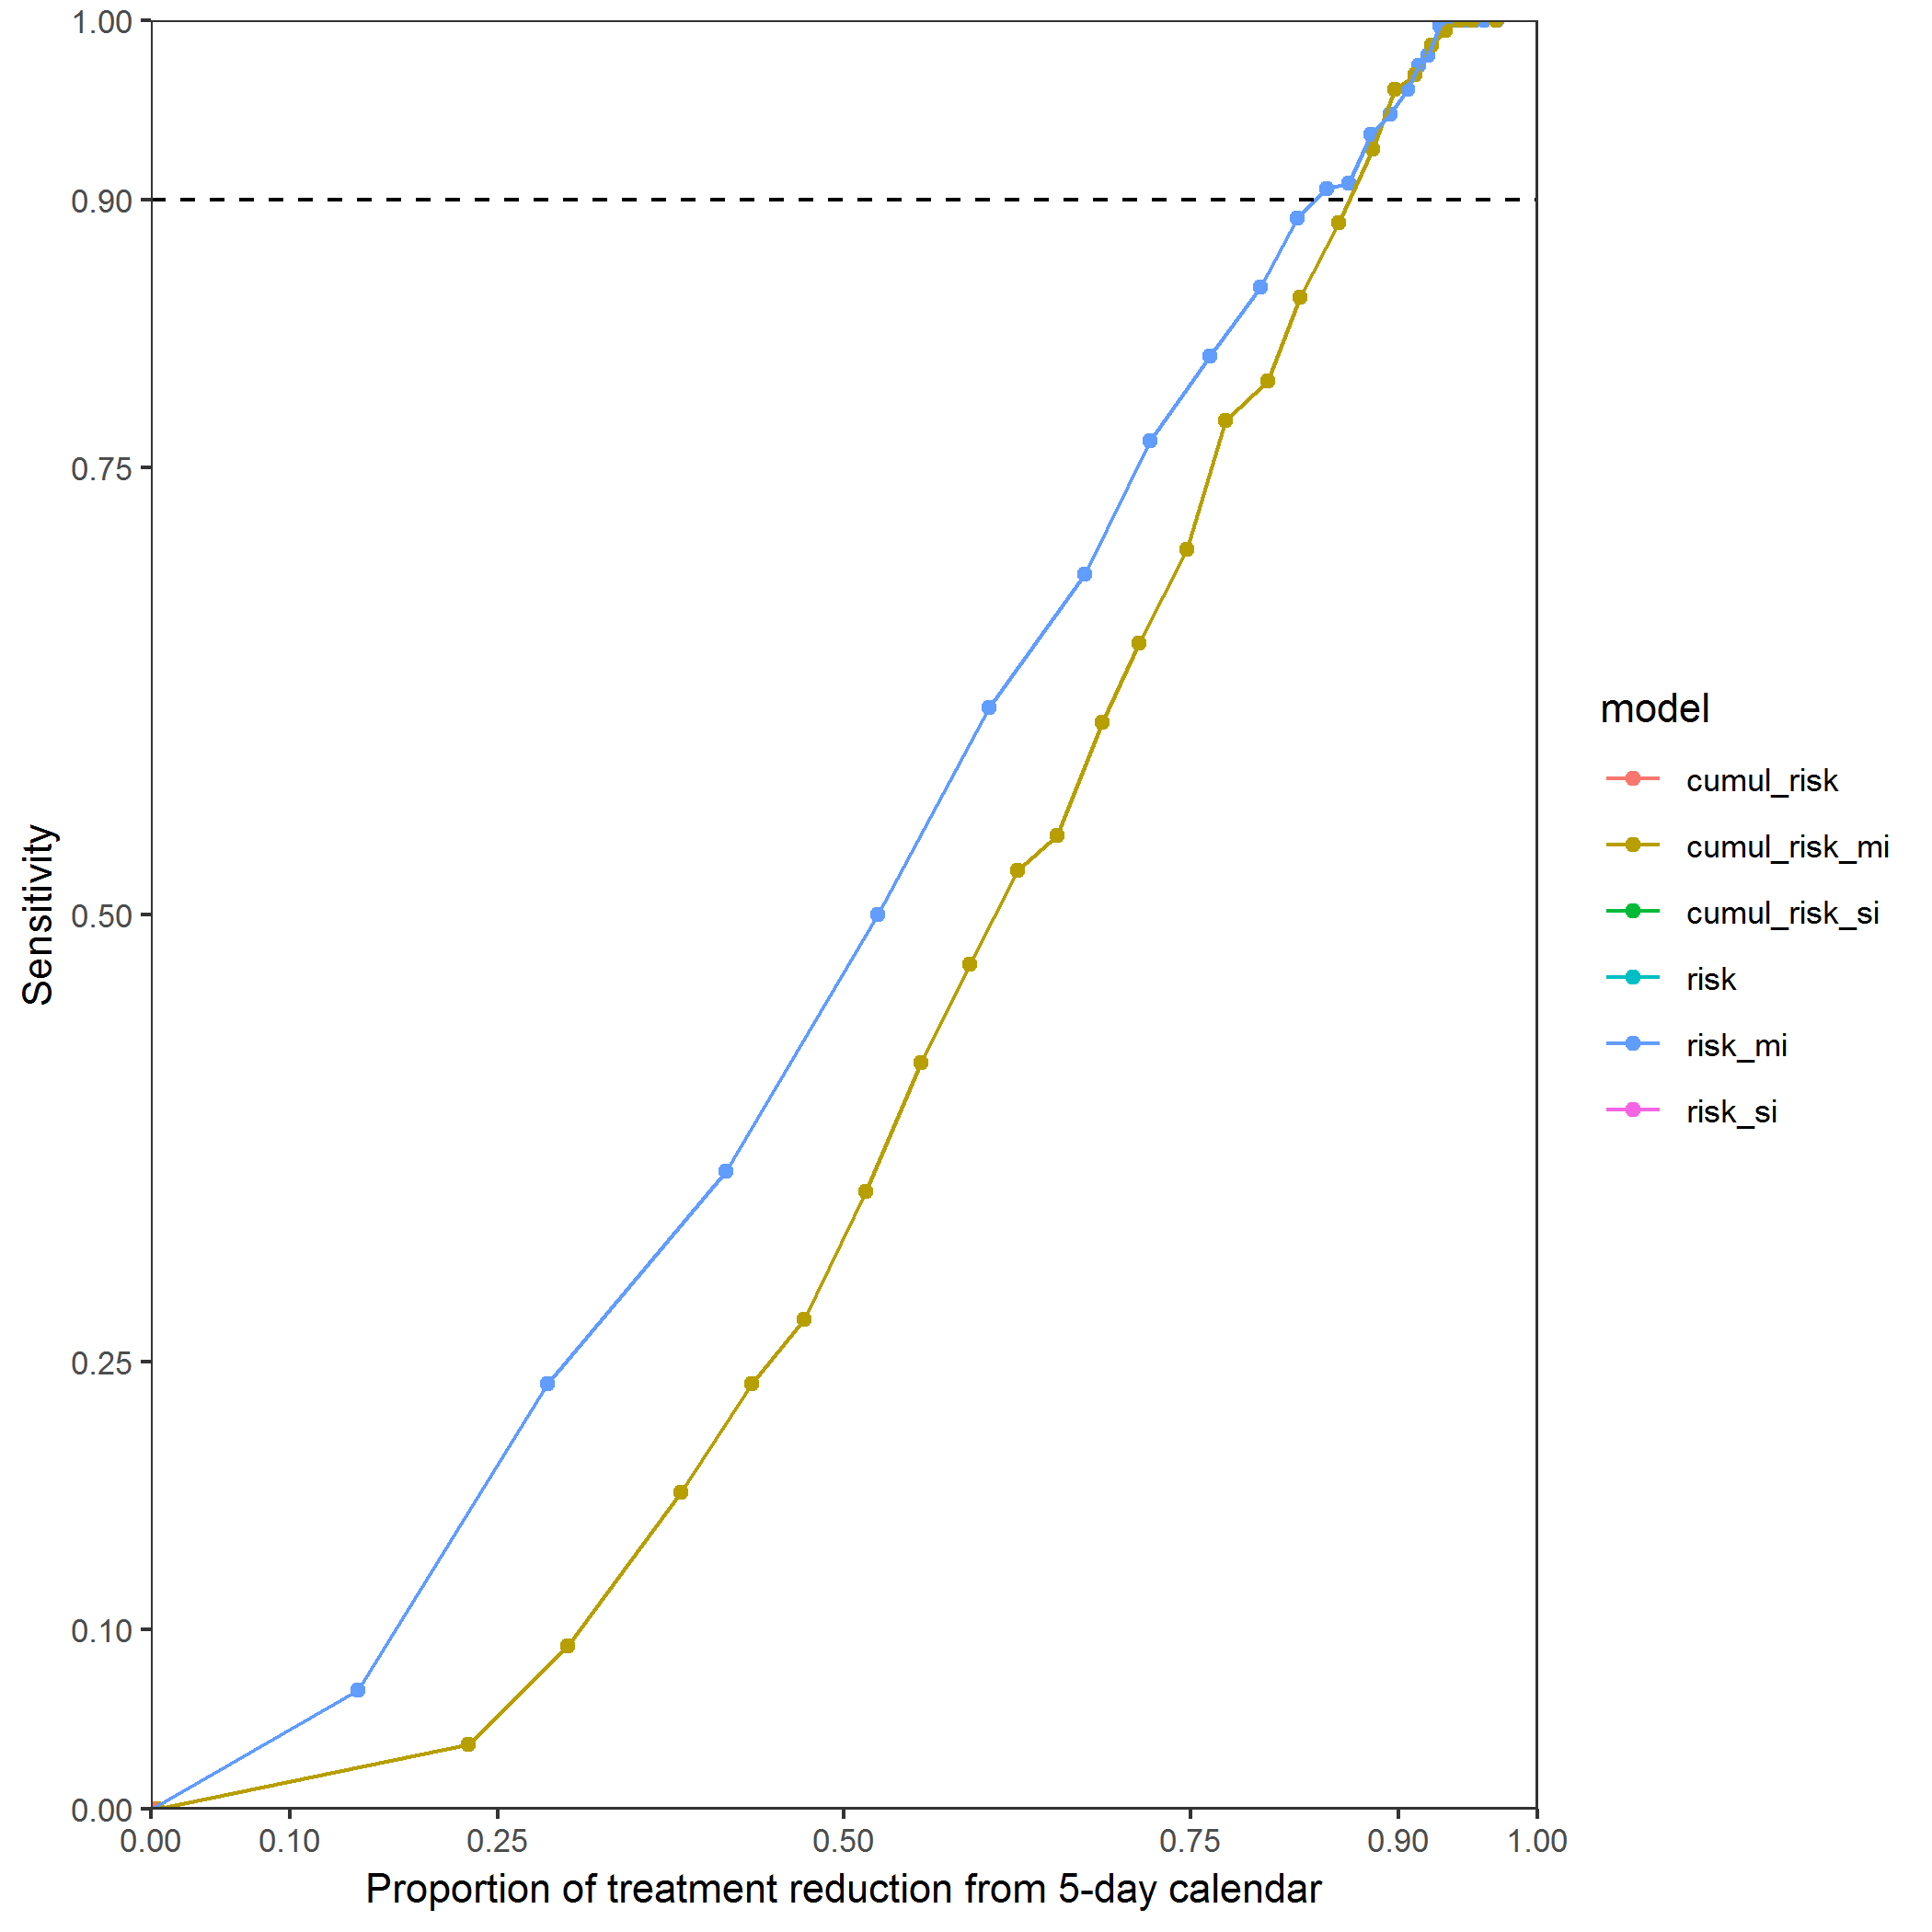 1.00
0.90
0.75
0.50
0.25
0.10
0.00
Sensitivity
0.00 0.10 0.25 0.50 0.75 0.90 1.00
Proportion of treatment reduction from 5-day calendar
model
cumul_risk
cumul_risk_mi
cumul_risk_si
risk
risk_mi
risk_si